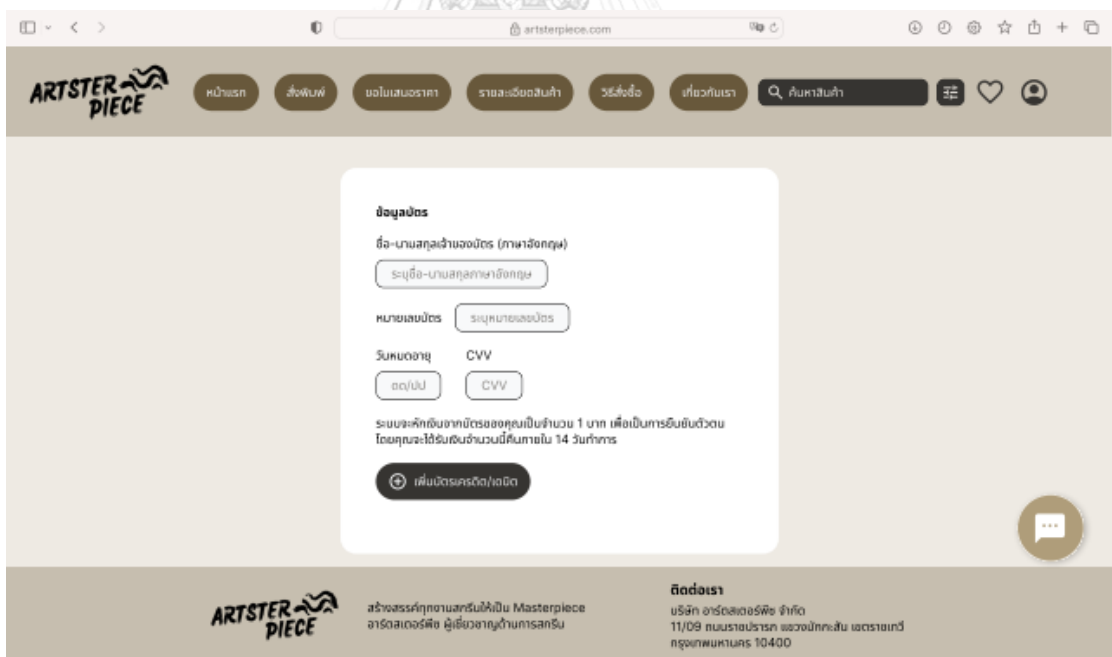 artsterpiece.com
ARTSTER
PIECE
หน้าแรก
สั่งพิมพ์
ขอใบเสนอราคา
รายละเอียดสินค้า
วิธีสั่งซื้อ
เกี่ยวกับเรา
ค้นหาสินค้า
ข้อมูลบัตร
ชื่อ-นามสกุลเจ้าของบัตร (ภาษาอังกฤษ)
ระบุชื่อ-นามสกุลภาษาอังกฤษ
หมายเลขบัตร ระบุหมายเลขบัตร
วันหมดอายุ CVV
ดด/ปป CVV
ระบบจะหักเงินจากบัตรของคุณเป็นจำนวน 1 บาท เพื่อเป็นการยืนยันตัวตน
โดยคุณจะได้รับเงินจำนวนนี้คืนภายใน 14 วันทำการ
เพิ่มบัตรเครดิต/เดบิต
ARTSTER
PIECE
สร้างสรรค์ทุกงานสกรีนให้เป็น Masterpiece
อาร์ตสเตอร์พีซ ผู้เชี่ยวชาญด้านการสกรีน
ติดต่อเรา
บริษัท อาร์ตสเตอร์พีซ จำกัด
11/09 ถนนราชปรารภ แขวงมักกะสัน เขตราชเทวี
กรุงเทพมหานคร 10400